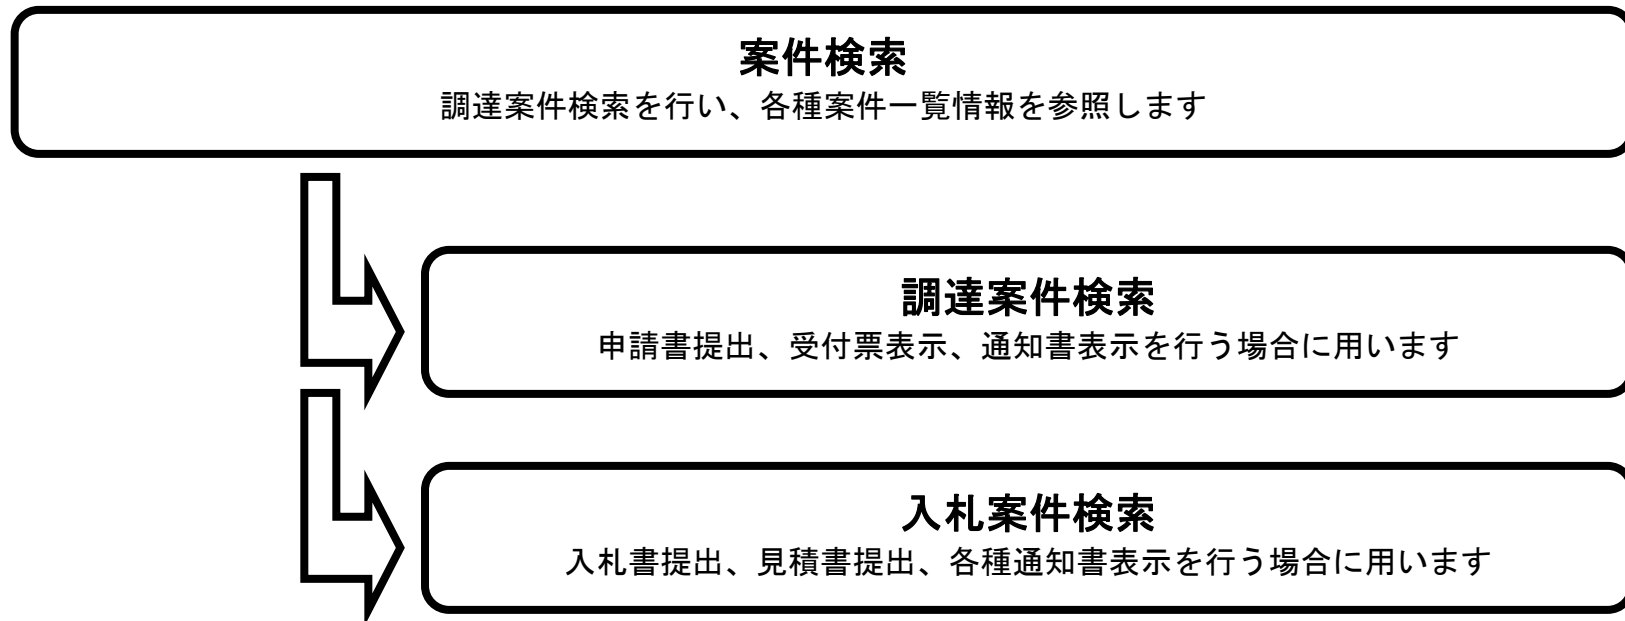 案件検索
調達案件検索を行い、各種案件一覧情報を参照します
調達案件検索
申請書提出、受付票表示、通知書表示を行う場合に用います
入札案件検索
入札書提出、見積書提出、各種通知書表示を行う場合に用います